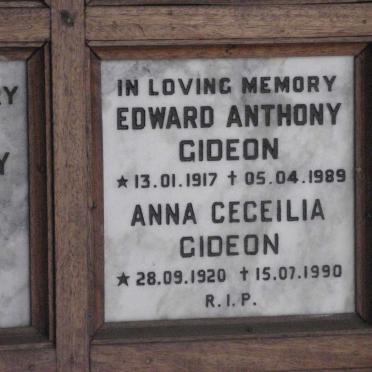 IN LOVING MEMORY
EDWARD ANTHONY
GIDEON
★ 13.01.1917 † 05.04.1989
ANNA CECEILIA
GIDEON
★ 28.09.1920 † 15.07.1990
R.I.P.